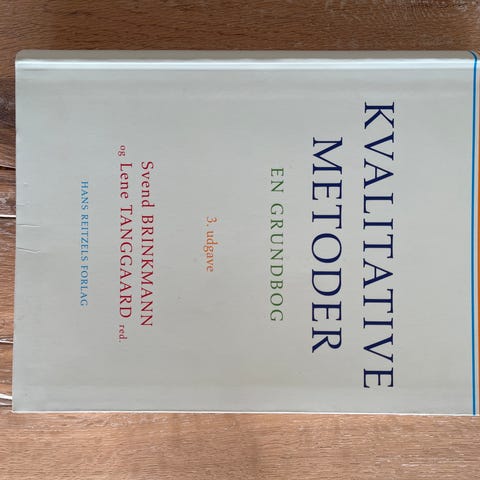 KVALITATIVE
METODER
EN GRUNDBOG
3. udgave
Svend BRINKMANN
og Lene TANGGAARD red.
HANS REITZELS FORLAG